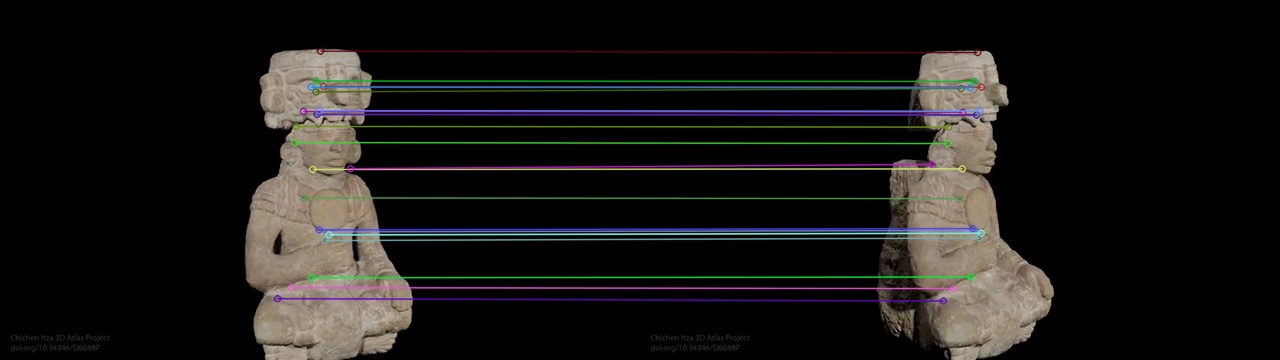 Chichen Itza 3D Atlas Project
doi.org/10.34946/D6B88P
Chichen Itza 3D Atlas Project
doi.org/10.34946/D6B88P